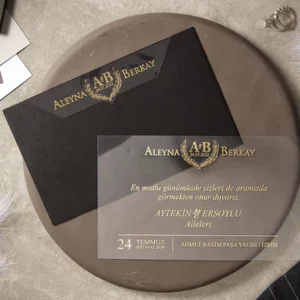 ALEYNA A&B BERKAY
ALEYNA A&B BERKAY
En mutlu günümüzde sizleri de aramızda
görmekten onur duyarız.
AYTEKİN ERSOYLU
Aileleri
24 TEMMUZ
AHMET RASİM PAŞA YALISI / İZMİR